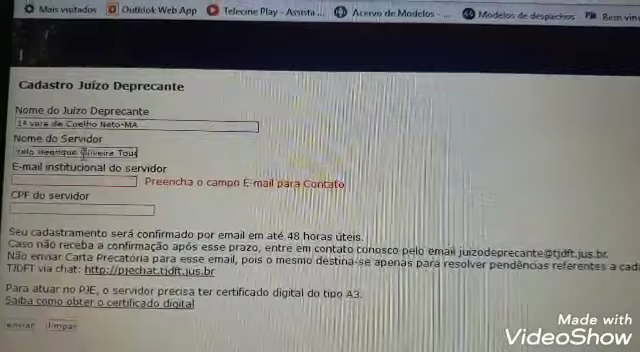 Mais visitados Outlook Web App Telecine Play - Assista ... Acervo de Modelos - ... Modelos de despachos Bem vin
Cadastro Juízo Deprecante
Nome do Juízo Deprecante
1ª vara de Coelho Neto-MA
Nome do Servidor
Henrique Oliveira
E-mail institucional do servidor
Preencha o campo E-mail para Contato
CPF do servidor
Seu cadastramento será confirmado por email em até 48 horas úteis.
Caso não receba a confirmação após esse prazo, entre em contato conosco pelo email juizodeprecante@tjdft.jus.br.
Não enviar Carta Precatória para esse email, pois o mesmo destina-se apenas para resolver pendências referentes a cada
TJDFT via chat: http://pjechat.tjdft.jus.br
Para atuar no PJE, o servidor precisa ter certificado digital do tipo A3.
Saiba como obter o certificado digital
enviar limpar
Made with
VideoShow